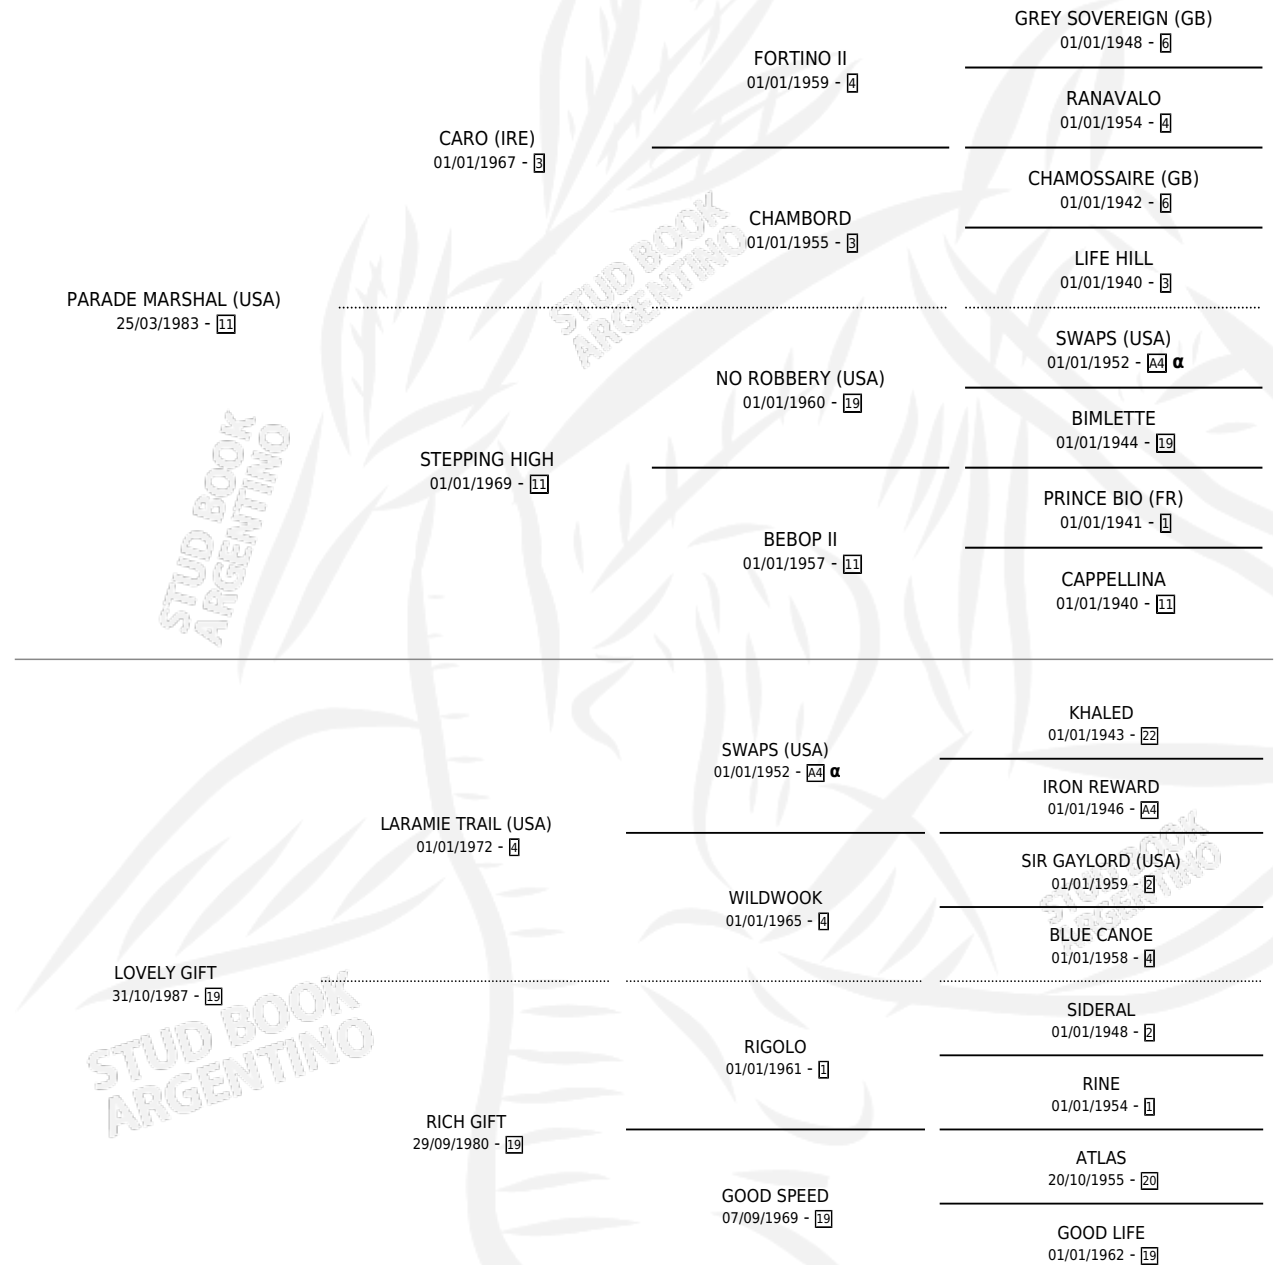 GREY SOVEREIGN (GB)
01/01/1948 - 6
FORTINO II
01/01/1959 - 4
RANAVALO
01/01/1954 - 4
CARO (IRE)
01/01/1967 - 3
CHAMOSSAIRE (GB)
01/01/1942 - 6
CHAMBORD
01/01/1955 - 3
LIFE HILL
01/01/1940 - 3
PARADE MARSHAL (USA)
25/03/1983 - 11
SWAPS (USA)
01/01/1952 - A4 α
NO ROBBERY (USA)
01/01/1960 - 19
BIMLETTE
01/01/1944 - 19
STEPPING HIGH
01/01/1969 - 11
PRINCE BIO (FR)
01/01/1941 - 1
BEBOP II
01/01/1957 - 11
CAPPELLINA
01/01/1940 - 11
KHALED
01/01/1943 - 22
SWAPS (USA)
01/01/1952 - A4 α
IRON REWARD
01/01/1946 - A4
LARAMIE TRAIL (USA)
01/01/1972 - 4
SIR GAYLORD (USA)
01/01/1959 - 2
WILDWOOK
01/01/1965 - 4
BLUE CANOE
01/01/1958 - 4
LOVELY GIFT
31/10/1987 - 19
SIDERAL
01/01/1948 - 2
RIGOLO
01/01/1961 - 1
RINE
01/01/1954 - 1
RICH GIFT
29/09/1980 - 19
ATLAS
20/10/1955 - 20
GOOD SPEED
07/09/1969 - 19
GOOD LIFE
01/01/1962 - 19
STUD BOOK
ARGENTINO
STUD BOOK
ARGENTINO
STUD BOOK
ARGENTINO
STUD BOOK
ARGENTINO